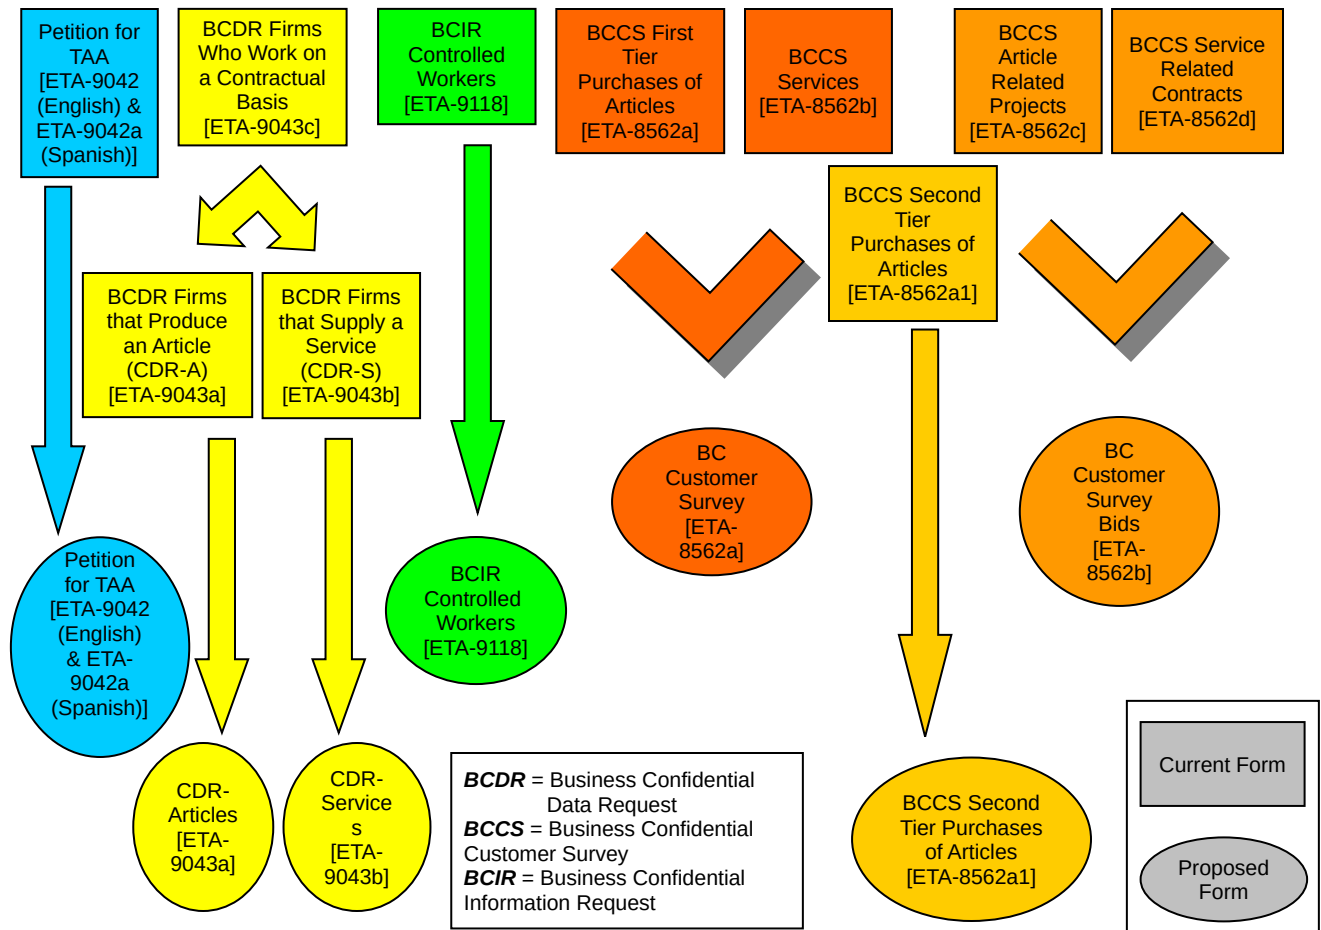 Petition for
TAA
[ETA-9042
(English) &
ETA-9042a
(Spanish)]
BCDR Firms
Who Work on
a Contractual
Basis
[ETA-9043c]
BCIR
Controlled
Workers
[ETA-9118]
BCCS First
Tier
Purchases of
Articles
[ETA-8562a]
BCCS
Services
[ETA-8562b]
BCCS
Article
Related
Projects
[ETA-8562c]
BCCS Service
Related
Contracts
[ETA-8562d]
BCCS Second
Tier
Purchases of
Articles
[ETA-8562a1]
BCDR Firms
that Produce
an Article
(CDR-A)
[ETA-9043a]
BCDR Firms
that Supply a
Service
(CDR-S)
[ETA-9043b]
BC
Customer
Survey
[ETA-
8562a]
BC
Customer
Survey
Bids
[ETA-
8562b]
Petition
for TAA
[ETA-9042
(English)
& ETA-
9042a
(Spanish)]
BCIR
Controlled
Workers
[ETA-9118]
CDR-
Articles
[ETA-
9043a]
CDR-
Service
s
[ETA-
9043b]
BCDR = Business Confidential
Data Request
BCCS = Business Confidential
Customer Survey
BCIR = Business Confidential
Information Request
BCCS Second
Tier Purchases
of Articles
[ETA-8562a1]
Current Form
Proposed
Form